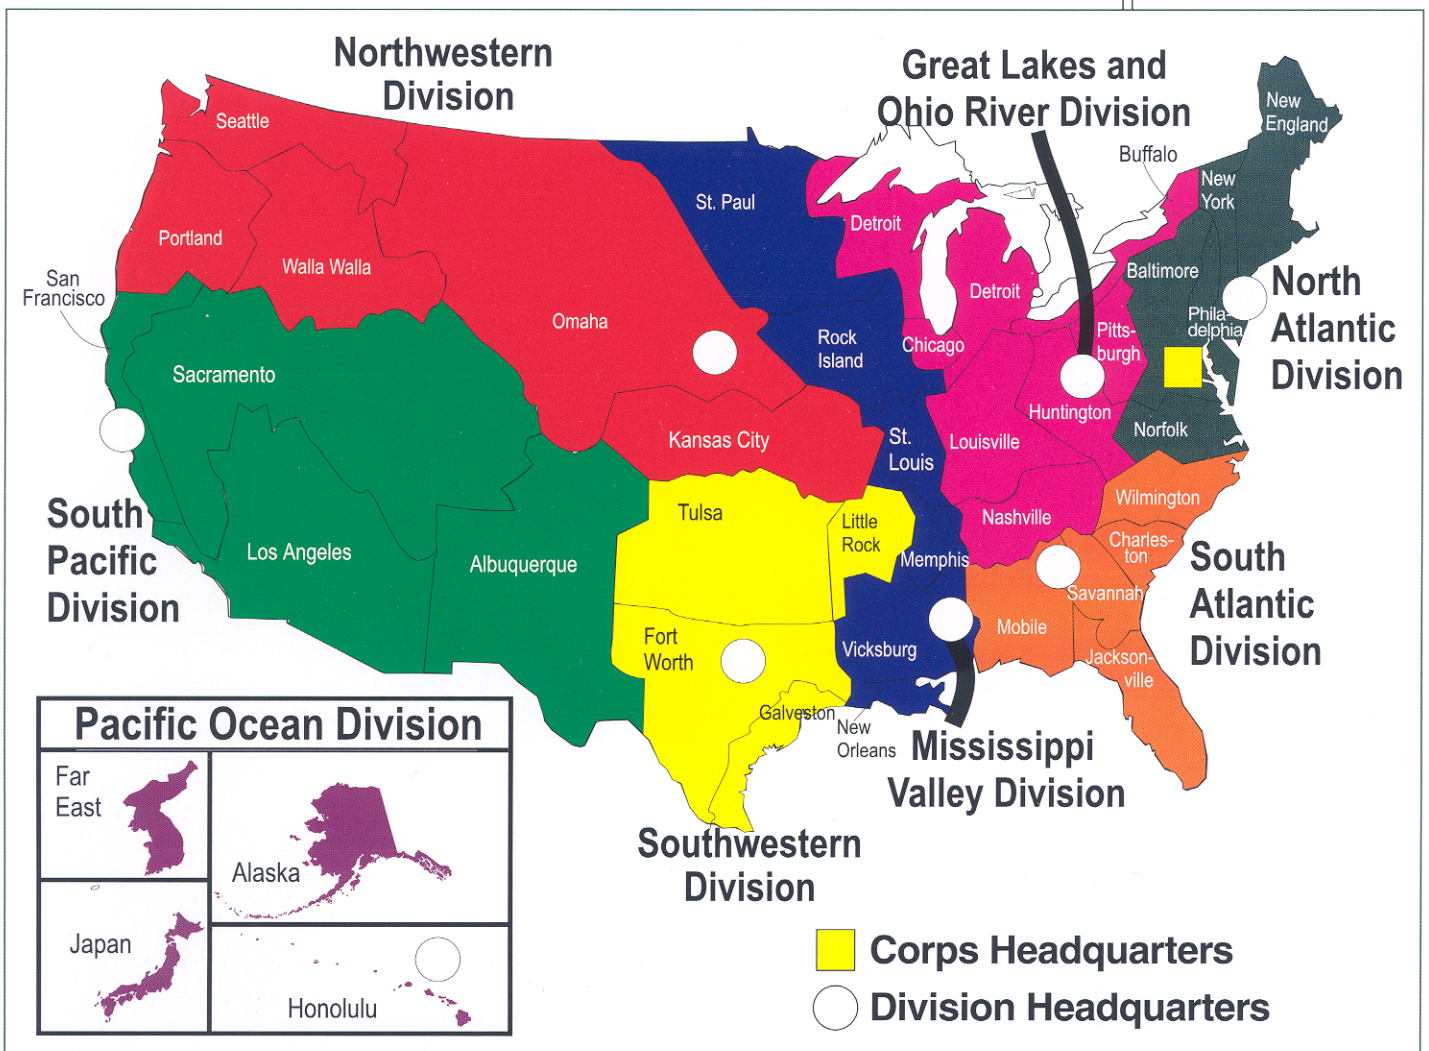 Northwestern
Division
Great Lakes and
Ohio River Division
New
England
Seattle
Buffalo
New
York
St. Paul
Detroit
Portland
Walla Walla
San
Francisco
Baltimore
North
Atlantic
Division
Detroit
Omaha
Rock
Island
Chicago
Pitts-
burgh
Phila-
delphia
Sacramento
Huntington
Norfolk
Kansas City
St.
Louis
Louisville
South
Pacific
Division
Tulsa
Little
Rock
Nashville
Wilmington
Charles-
ton
South
Atlantic
Division
Los Angeles
Albuquerque
Memphis
Savannah
Mobile
Fort
Worth
Vicksburg
Jackson-
ville
Galveston
New
Orleans
Mississippi
Valley Division
Southwestern
Division
Pacific Ocean Division
Far
East
Alaska
Japan
Honolulu
Corps Headquarters
Division Headquarters